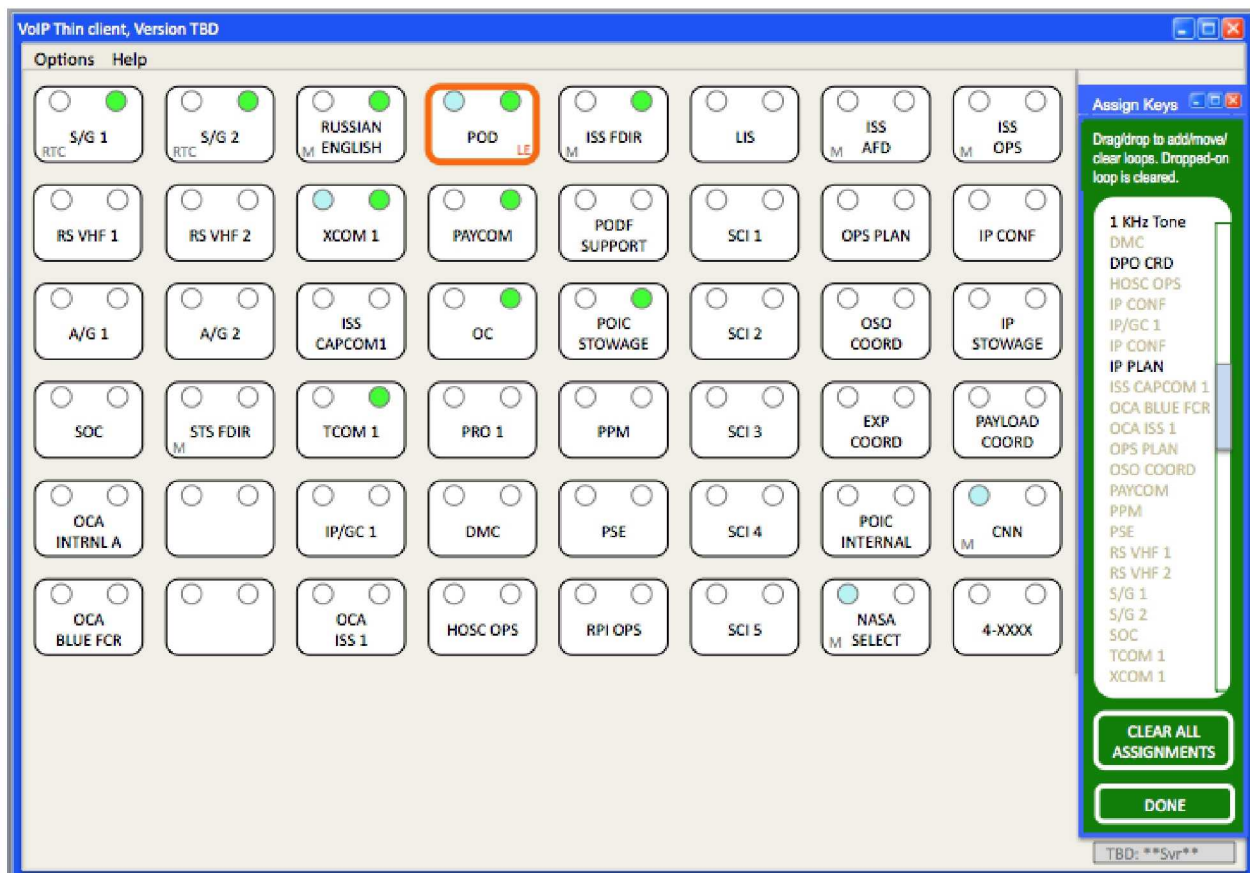 VoIP Thin client, Version TBD
Options Help
S/G 1
RTC
S/G 2
RTC
RUSSIAN
M ENGLISH
POD
LE
ISS FDIR
M
LIS
ISS
M AFD
ISS
M OPS
RS VHF 1
RS VHF 2
XCOM 1
PAYCOM
PODF
SUPPORT
SCI 1
OPS PLAN
IP CONF
A/G 1
A/G 2
ISS
CAPCOM1
OC
POIC
STOWAGE
SCI 2
OSO
COORD
IP
STOWAGE
SOC
STS FDIR
M
TCOM 1
PRO 1
PPM
SCI 3
EXP
COORD
PAYLOAD
COORD
OCA
INTRNL A
IP/GC 1
DMC
PSE
SCI 4
POIC
INTERNAL
CNN
M
OCA
BLUE FCR
OCA
ISS 1
HOSC OPS
RPI OPS
SCI 5
NASA
M SELECT
4-XXXX
Assign Keys
Drag/drop to add/move/
clear loops. Dropped-on
loop is cleared.
1 KHz Tone
DMC
DPO CRD
HOSC OPS
IP CONF
IP/GC 1
IP CONF
IP PLAN
ISS CAPCOM 1
OCA BLUE FCR
OCA ISS 1
OPS PLAN
OSO COORD
PAYCOM
PPM
PSE
RS VHF 1
RS VHF 2
S/G 1
S/G 2
SOC
TCOM 1
XCOM 1
CLEAR ALL
ASSIGNMENTS
DONE
TBD: **Svr**